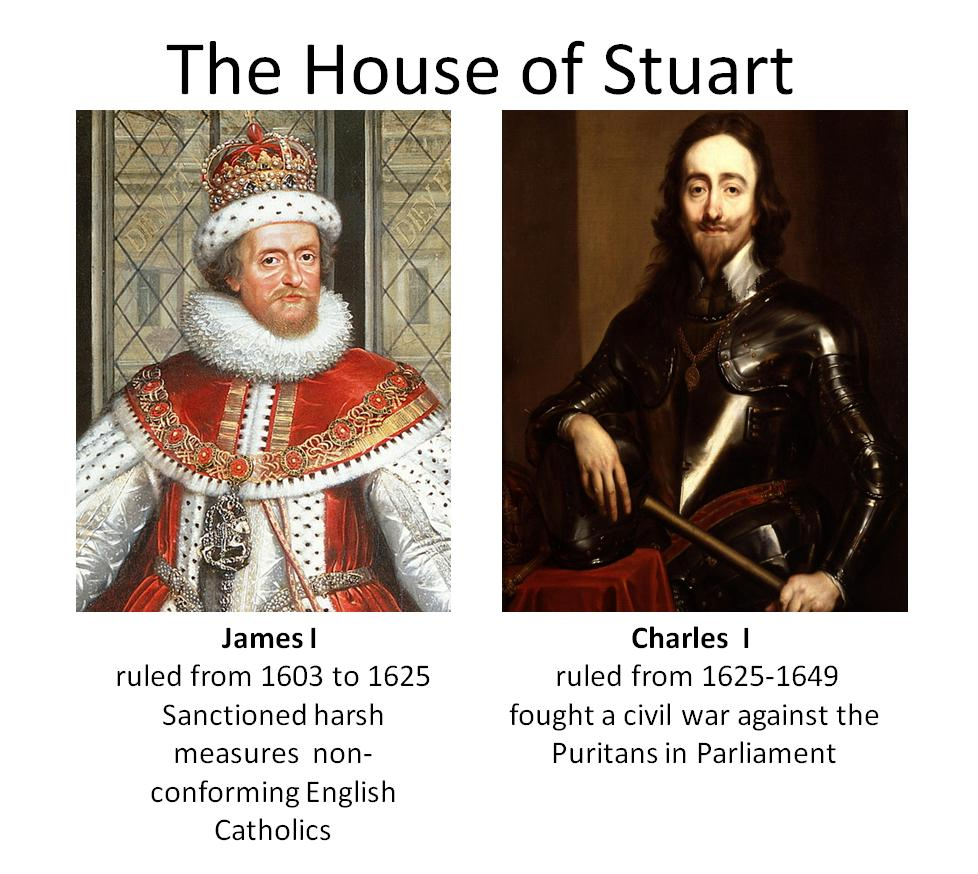 The House of Stuart
James I
ruled from 1603 to 1625
Sanctioned harsh
measures non-
conforming English
Catholics
Charles I
ruled from 1625-1649
fought a civil war against the
Puritans in Parliament